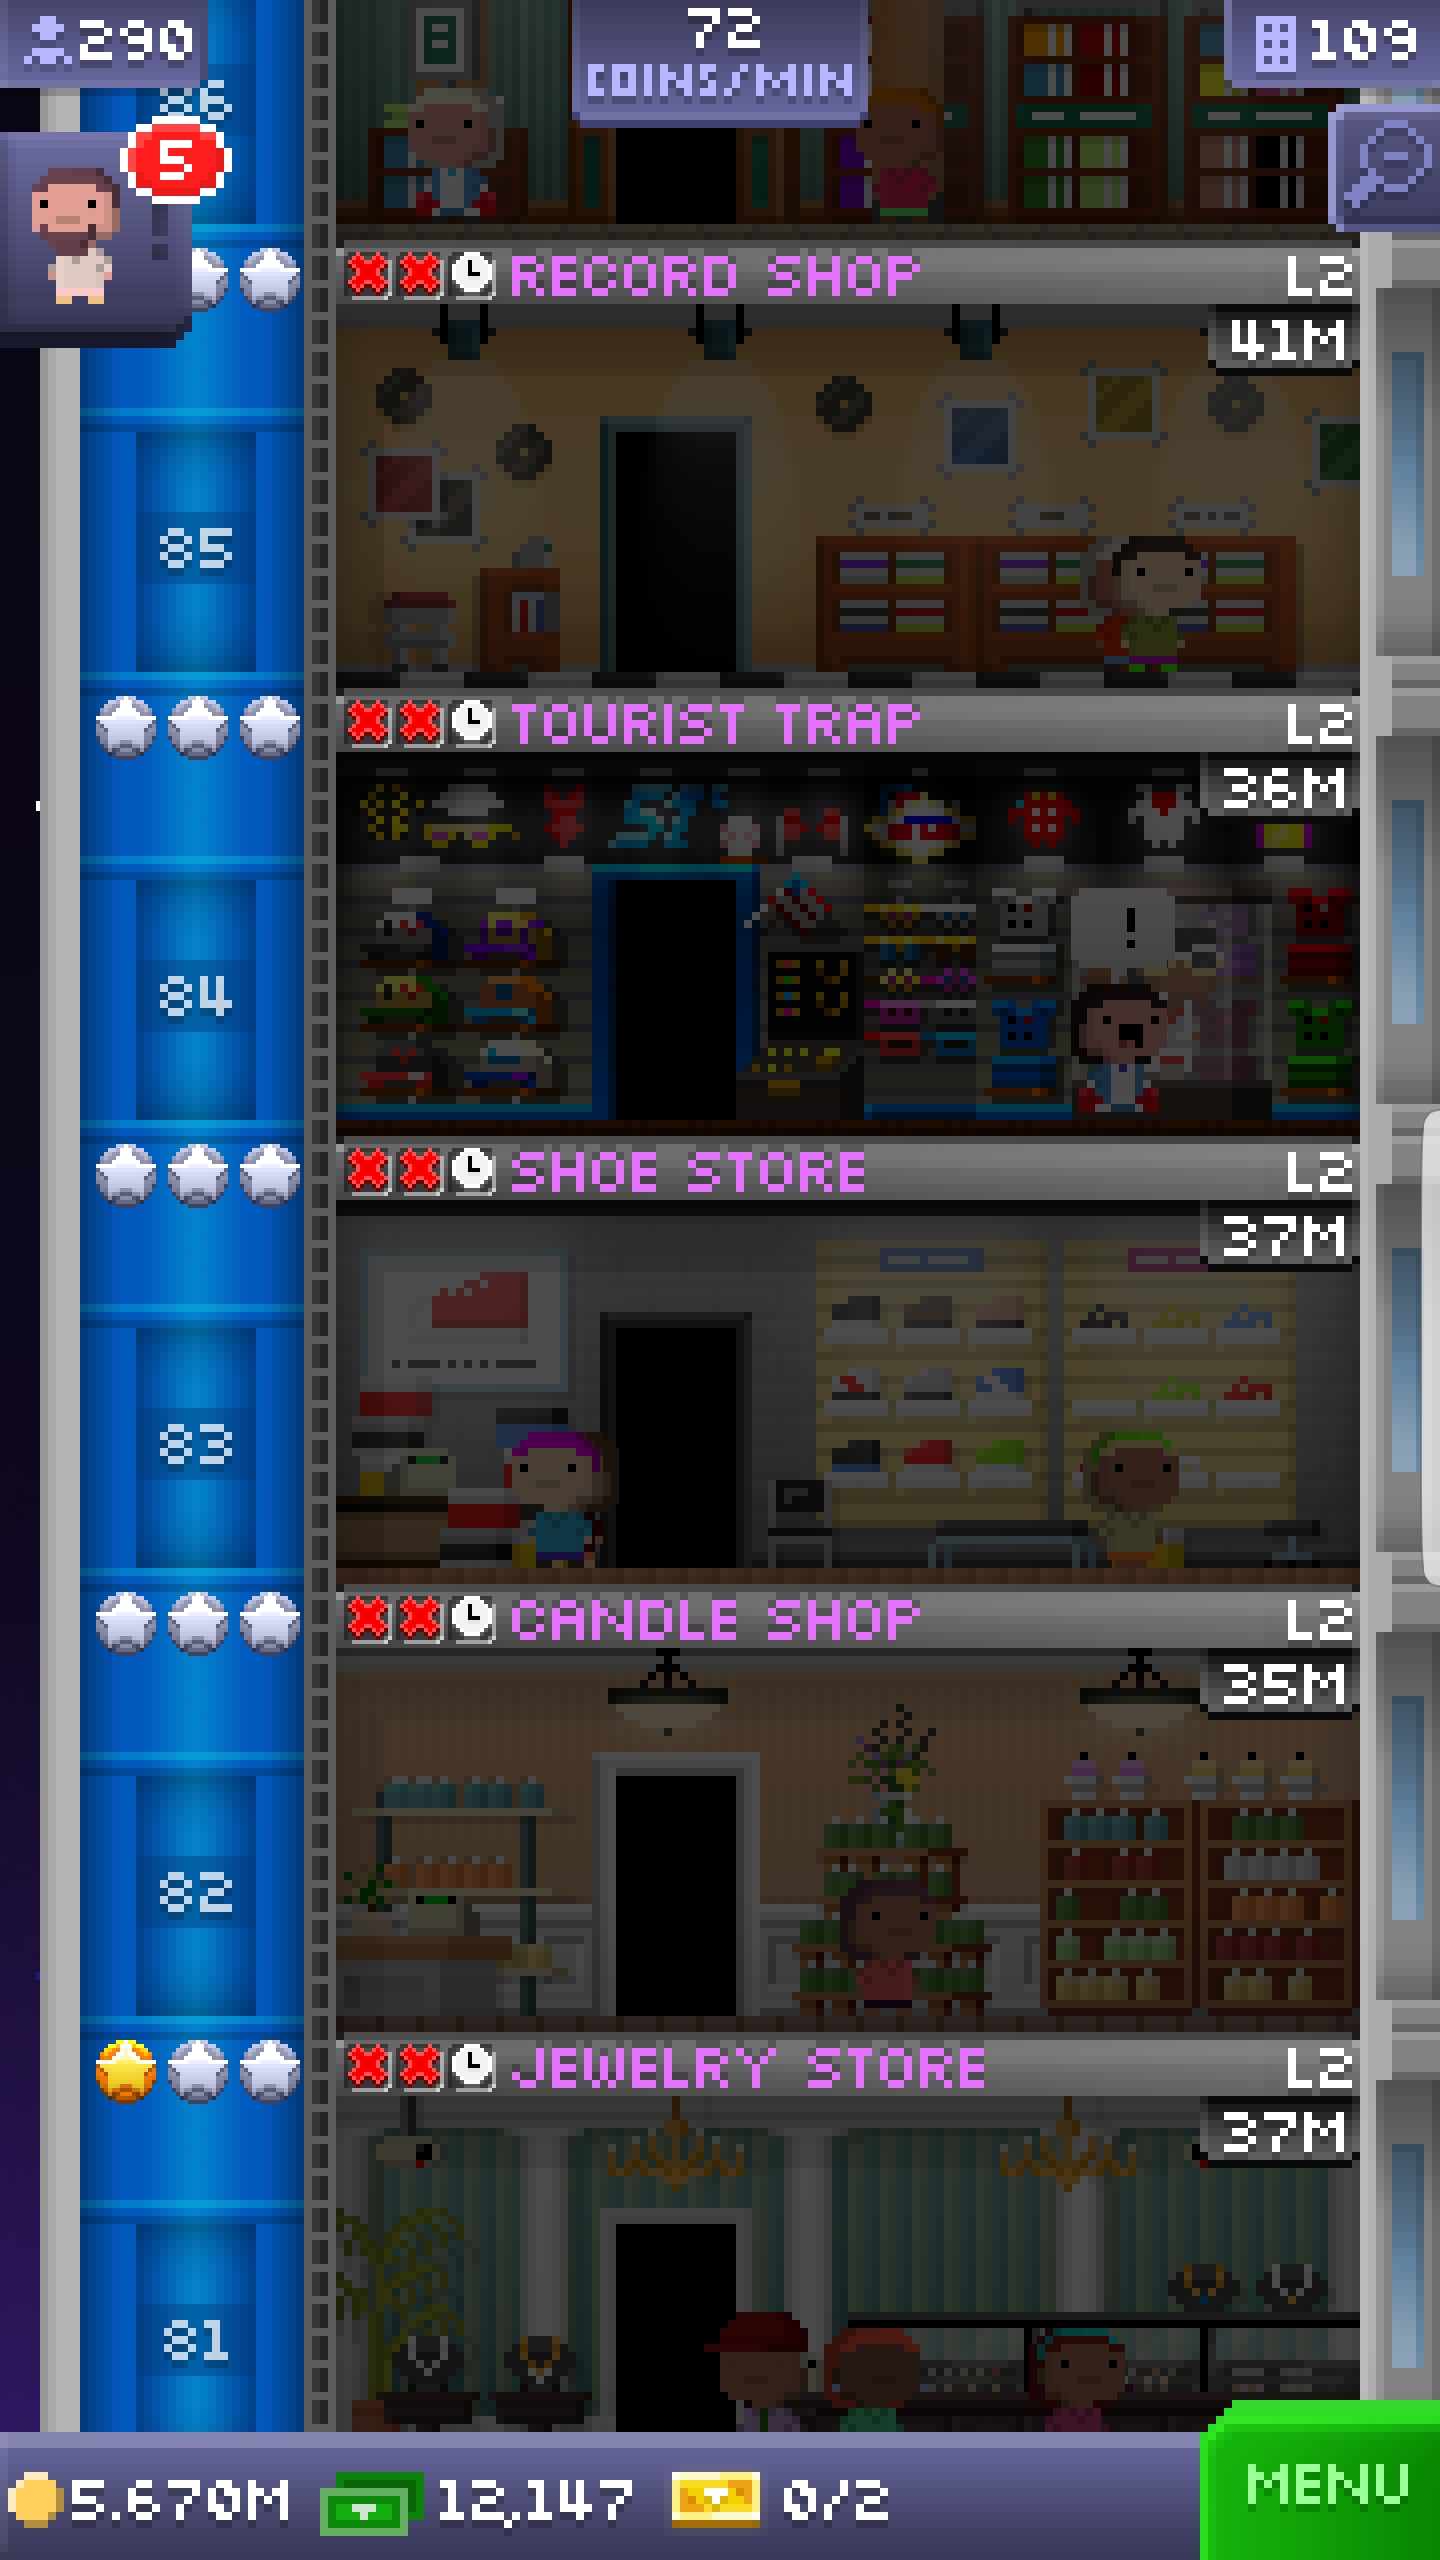 290
72
COINS/MIN
109
86
5
RECORD SHOP L2
41M
85
TOURIST TRAP L2
36M
!
84
SHOE STORE L2
37M
83
CANDLE SHOP L2
35M
82
JEWELRY STORE L2
37M
81
5.670M 12,147 0/2 MENU